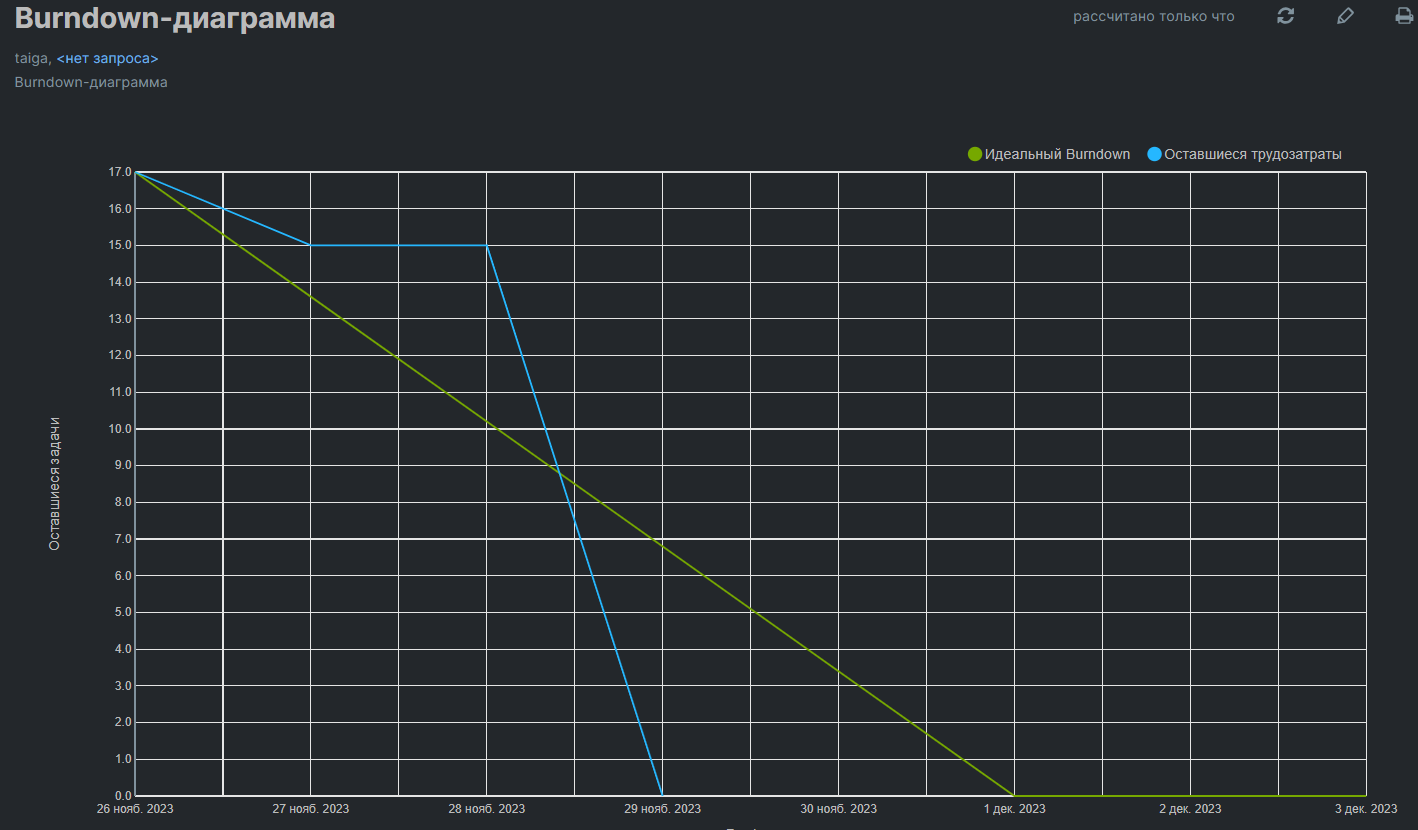 Burndown-диаграмма
рассчитано только что
taiga, <нет запроса>
Burndown-диаграмма
Идеальный Burndown
Оставшиеся трудозатраты
17.0
16.0
15.0
14.0
13.0
12.0
11.0
10.0
9.0
8.0
7.0
6.0
5.0
4.0
3.0
2.0
1.0
0.0
Оставшиеся задачи
26 нояб. 2023
27 нояб. 2023
28 нояб. 2023
29 нояб. 2023
30 нояб. 2023
1 дек. 2023
2 дек. 2023
3 дек. 2023